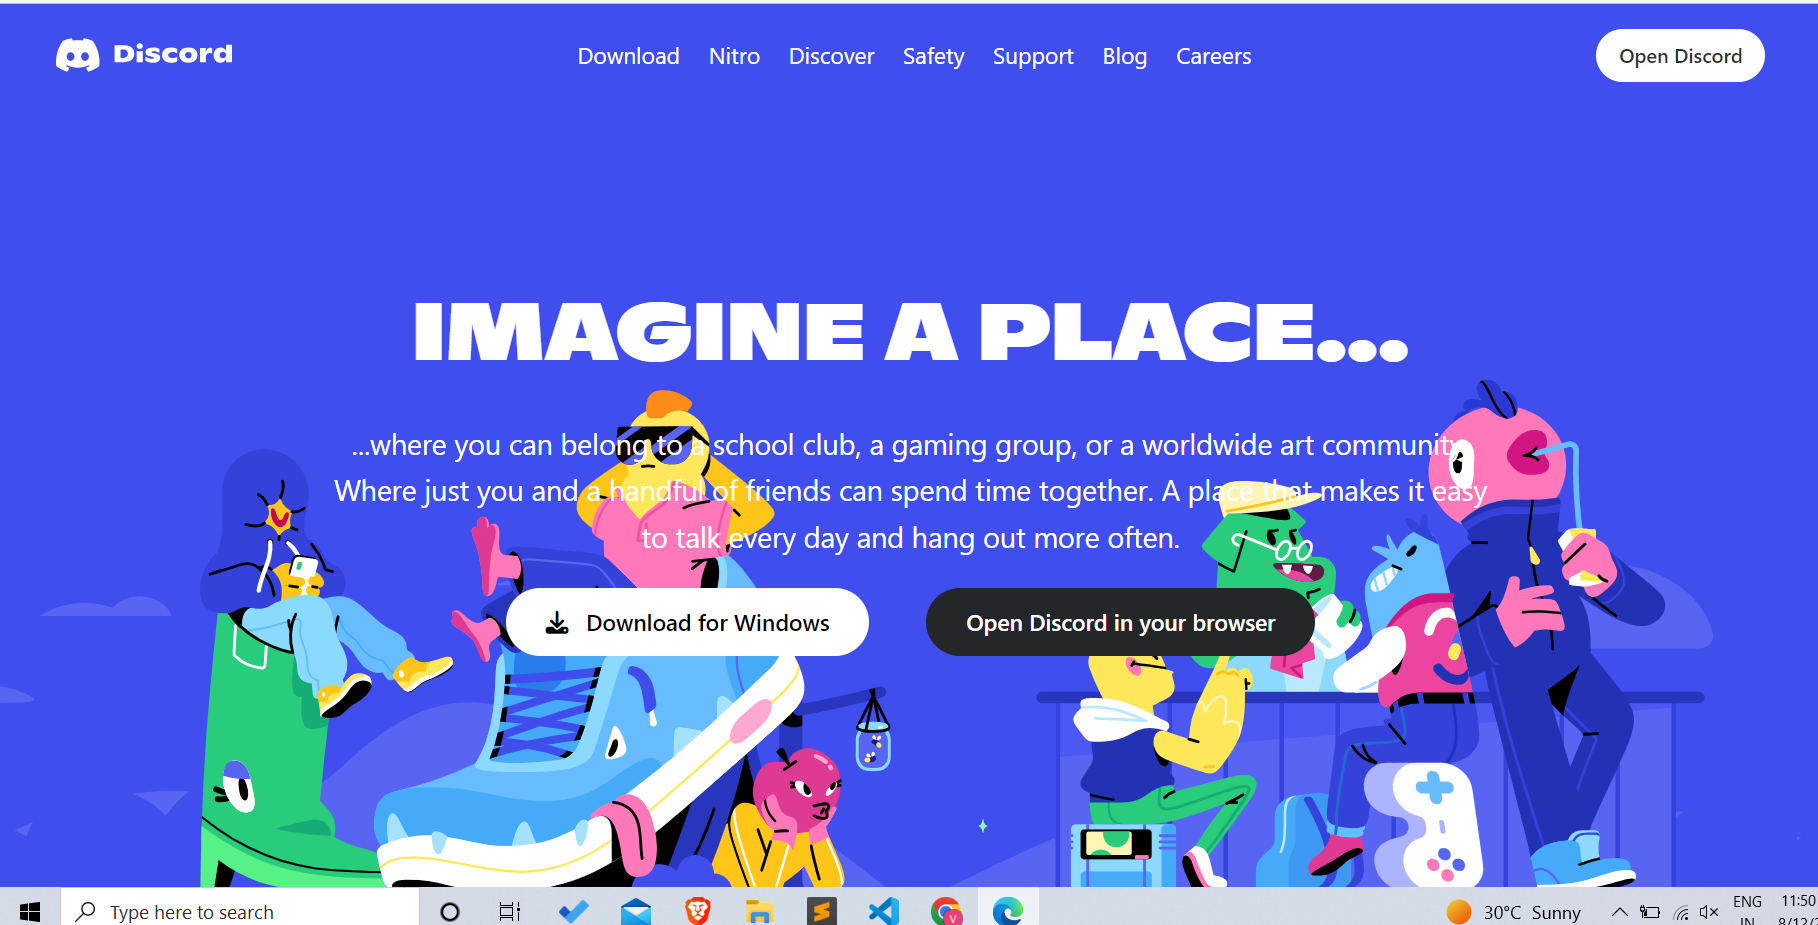 Discord
Download Nitro Discover Safety Support Blog Careers
Open Discord
IMAGINE A PLACE...
...where you can belong to a school club, a gaming group, or a worldwide art community.
Where just you and a handful of friends can spend time together. A place that makes it easy
to talk every day and hang out more often.
Download for Windows
Open Discord in your browser
Type here to search
V
30°C Sunny
ENG
IN
11:50
8/12/